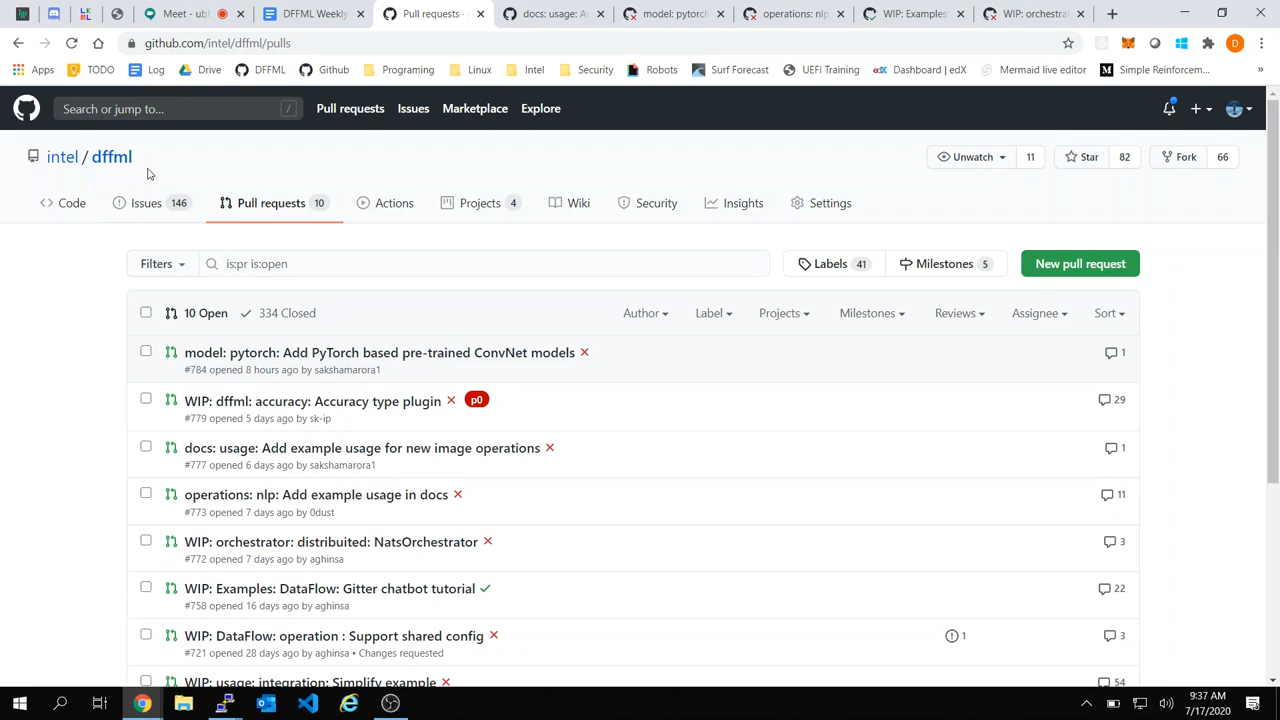 Meet - ubf
DFFML Weekly
Pull requests ·
docs: usage: A
model: pytorch
operations: nlp
WIP: Examples:
WIP: orchestrat
github.com/intel/dffml/pulls
Apps
TODO
Log
Drive
DFFML
Github
Programing
Linux
Intel
Security
Robots
Surf Forecast
UEFI Training
Dashboard | edX
Mermaid live editor
Simple Reinforcem...
»
Search or jump to...
/
Pull requests
Issues
Marketplace
Explore
intel / dffml
Unwatch 11
Star 82
Fork 66
Code
Issues 146
Pull requests 10
Actions
Projects 4
Wiki
Security
Insights
Settings
Filters
is:pr is:open
Labels 41
Milestones 5
New pull request
10 Open
334 Closed
Author
Label
Projects
Milestones
Reviews
Assignee
Sort
model: pytorch: Add PyTorch based pre-trained ConvNet models
1
#784 opened 8 hours ago by sakshamarora1
WIP: dffml: accuracy: Accuracy type plugin p0
29
#779 opened 5 days ago by sk-ip
docs: usage: Add example usage for new image operations
1
#777 opened 6 days ago by sakshamarora1
operations: nlp: Add example usage in docs
11
#773 opened 7 days ago by 0dust
WIP: orchestrator: distribuited: NatsOrchestrator
3
#772 opened 7 days ago by aghinsa
WIP: Examples: DataFlow: Gitter chatbot tutorial
22
#758 opened 16 days ago by aghinsa
WIP: DataFlow: operation : Support shared config
1
3
#721 opened 28 days ago by aghinsa • Changes requested
WIP: usage: integration: Simplify example
54
9:37 AM
7/17/2020